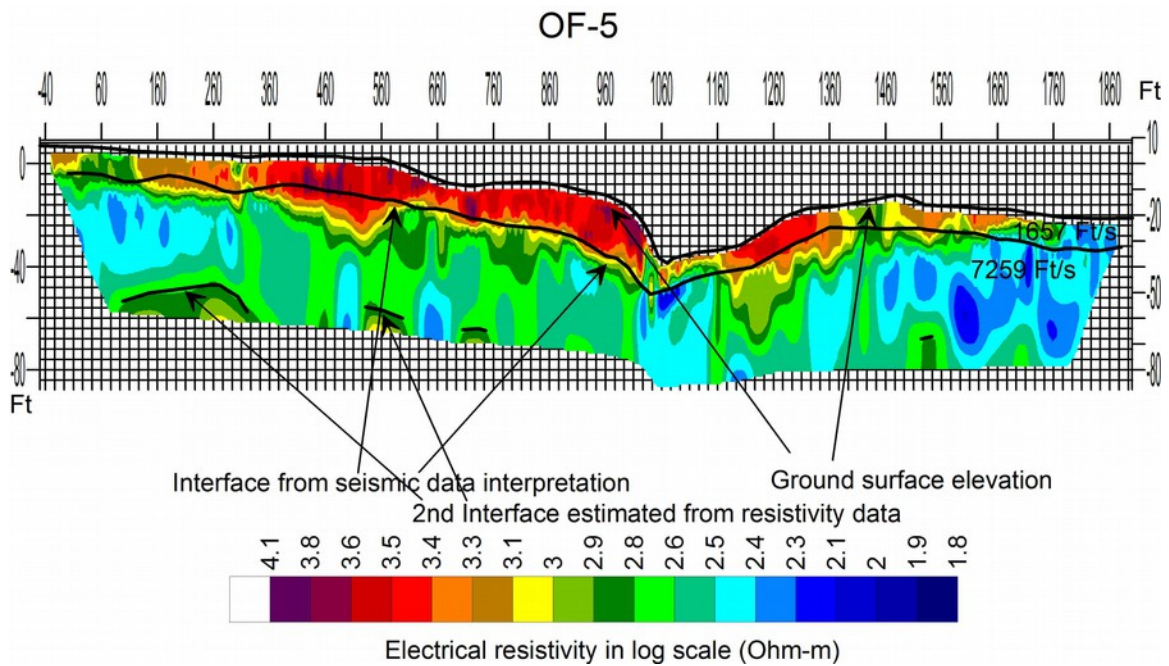 OF-5
-40 60 160 260 360 460 560 660 760 860 960 1060 1160 1260 1360 1460 1560 1660 1760 1860 Ft
10
0 0
-20 -20
1657 Ft/s
-40 7259 Ft/s -40
-50
-80 -80
Ft
Interface from seismic data interpretation
Ground surface elevation
2nd Interface estimated from resistivity data
4.1 3.8 3.6 3.5 3.4 3.3 3.1 3 2.9 2.8 2.6 2.5 2.4 2.3 2.1 2 1.9 1.8
Electrical resistivity in log scale (Ohm-m)